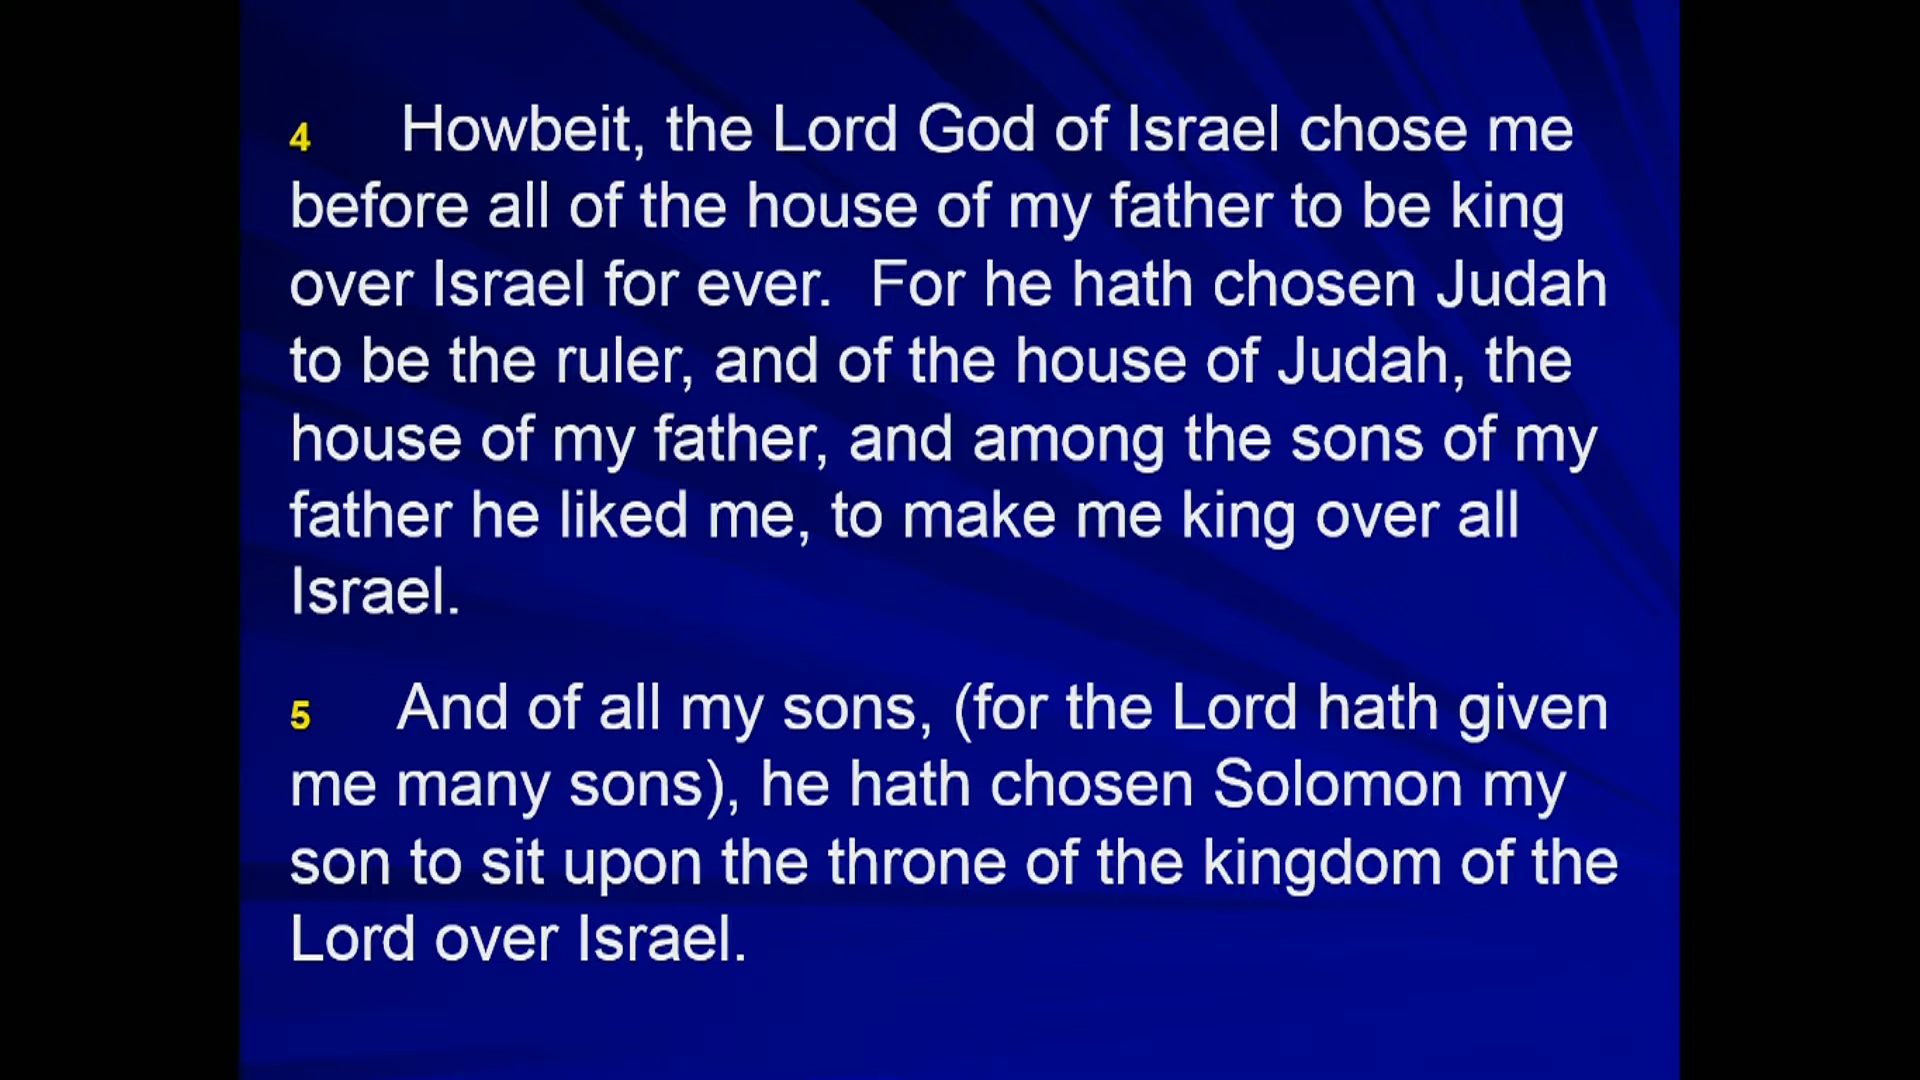 4 Howbeit, the Lord God of Israel chose me
before all of the house of my father to be king
over Israel for ever. For he hath chosen Judah
to be the ruler, and of the house of Judah, the
house of my father, and among the sons of my
father he liked me, to make me king over all
Israel.
5 And of all my sons, (for the Lord hath given
me many sons), he hath chosen Solomon my
son to sit upon the throne of the kingdom of the
Lord over Israel.